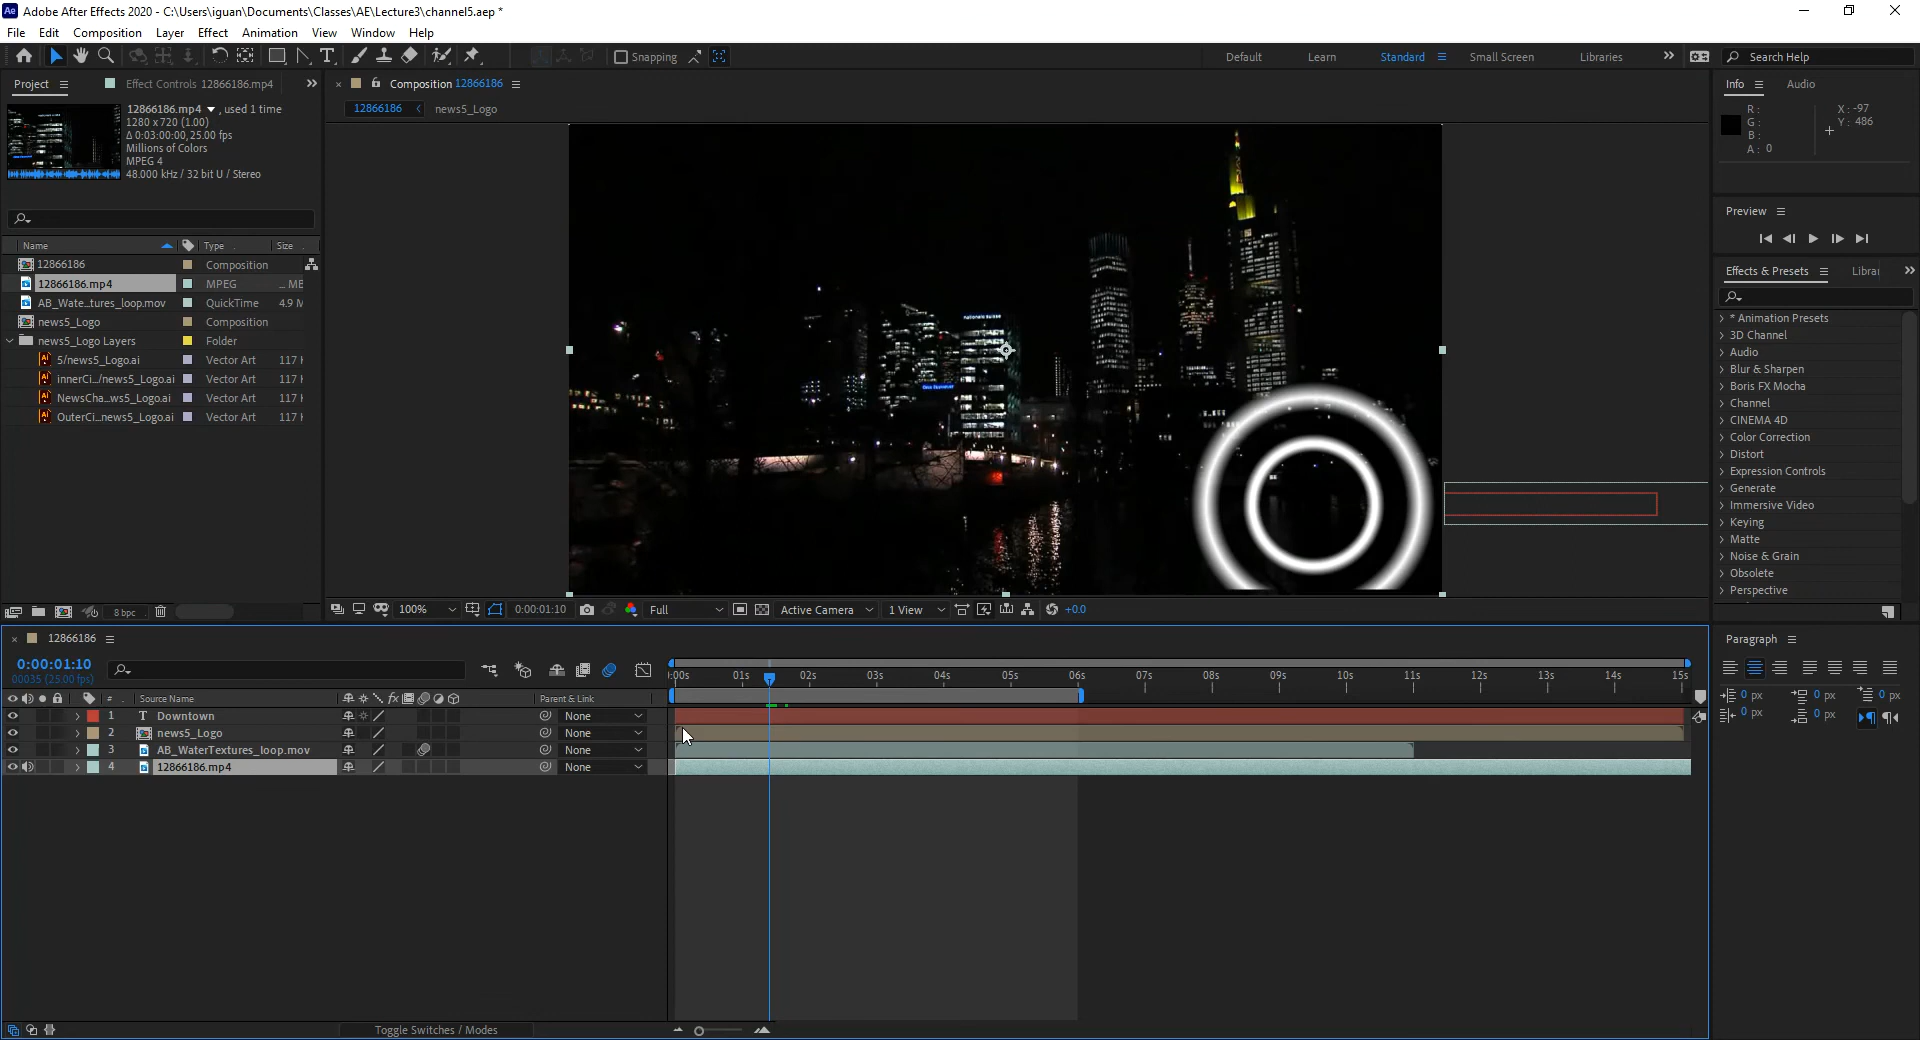 Adobe After Effects 2020 - C:\Users\iguan\Documents\Classes\AE\Lecture3\channel5.aep *
File Edit Composition Layer Effect Animation View Window Help
Snapping
Default Learn Standard Small Screen Libraries Search Help
Project Effect Controls 12866186.mp4
12866186.mp4 , used 1 time
1280 x 720 (1.00)
Δ 0:03:00:00, 25.00 fps
Millions of Colors
MPEG 4
48.000 kHz / 32 bit U / Stereo
Name Type Size
12866186 Composition
12866186.mp4 MPEG ... MB
AB_Wate...tures_loop.mov QuickTime 4.9 M
news5_Logo Composition
news5_Logo Layers Folder
5/news5_Logo.ai Vector Art 117 K
innerCi.../news5_Logo.ai Vector Art 117 K
NewsCha...ws5_Logo.ai Vector Art 117 K
OuterCi...news5_Logo.ai Vector Art 117 K
8 bpc
Composition 12866186
12866186 news5_Logo
100% 0:00:01:10 Full Active Camera 1 View +0.0
Info Audio
R :
G :
B :
A : 0
X : -97
Y : 486
Preview
Effects & Presets Librar
* Animation Presets
3D Channel
Audio
Blur & Sharpen
Boris FX Mocha
Channel
CINEMA 4D
Color Correction
Distort
Expression Controls
Generate
Immersive Video
Keying
Matte
Noise & Grain
Obsolete
Perspective
12866186
0:00:01:10
00035 (25.00 fps)
# Source Name fx Parent & Link
:00s 01s 02s 03s 04s 05s 06s 07s 08s 09s 10s 11s 12s 13s 14s 15s
1 T Downtown None
2 news5_Logo None
3 AB_WaterTextures_loop.mov None
4 12866186.mp4 None
Toggle Switches / Modes
Paragraph
0 px 0 px 0 px
0 px 0 px